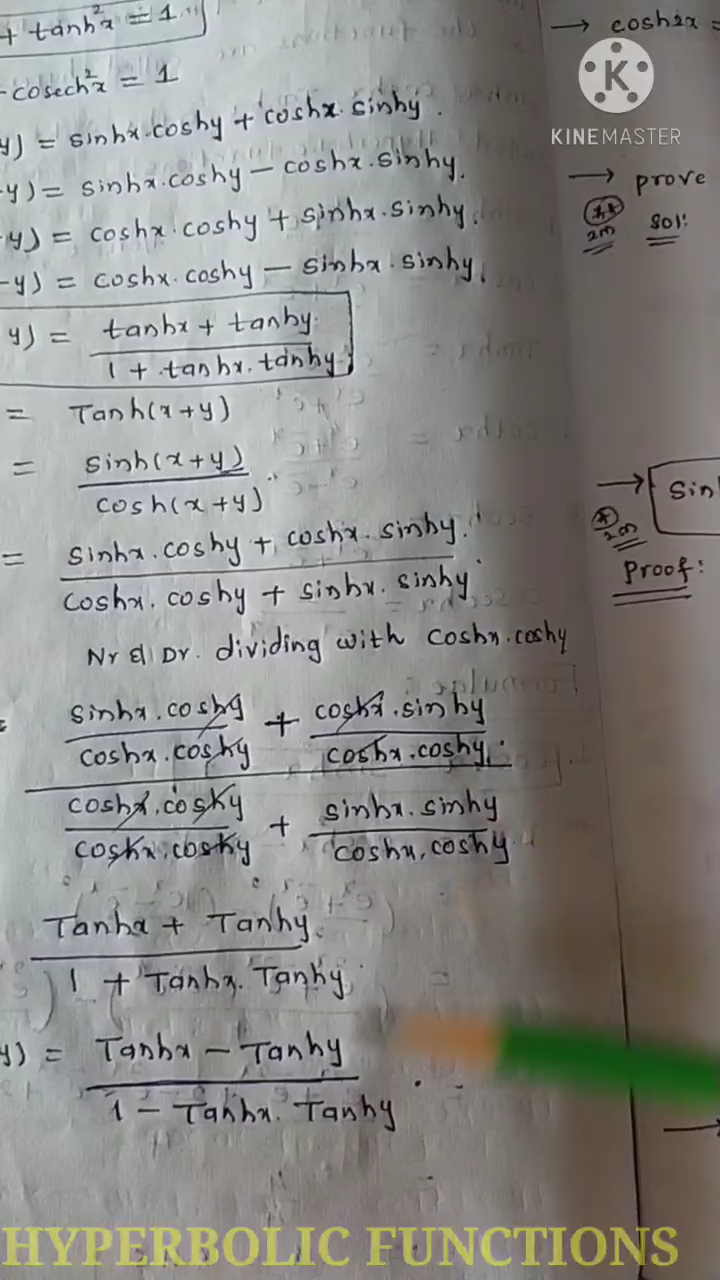 + tanh²x = 1
- cosech²x = 1
y) = sinhx.coshy + coshx.sinhy.
-y) = sinhx.coshy - coshx.sinhy.
y) = coshx.coshy + sinhx.sinhy.
-y) = coshx.coshy - sinhx.sinhy.
y) = tanhx + tanhy
1 + tanhx.tanhy
= Tanh(x+y)
= sinh(x+y)
cosh(x+y)
= sinhx.coshy + coshx.sinhy.
coshx.coshy + sinhx.sinhy
Nr & Dr. dividing with coshx.coshy
sinhx.coshy + coshx.sinhy
coshx.coshy coshx.coshy
coshx.coshy + sinhx.sinhy
coshx.coshy coshx.coshy
Tanhx + Tanhy
1 + Tanhx.Tanhy
y) = Tanhx - Tanhy
1 - Tanhx.Tanhy
→ cosh2x =
K
KINEMASTER
→ prove
2m
Sol:
→ Sin
2m
Proof:
HYPERBOLIC FUNCTIONS